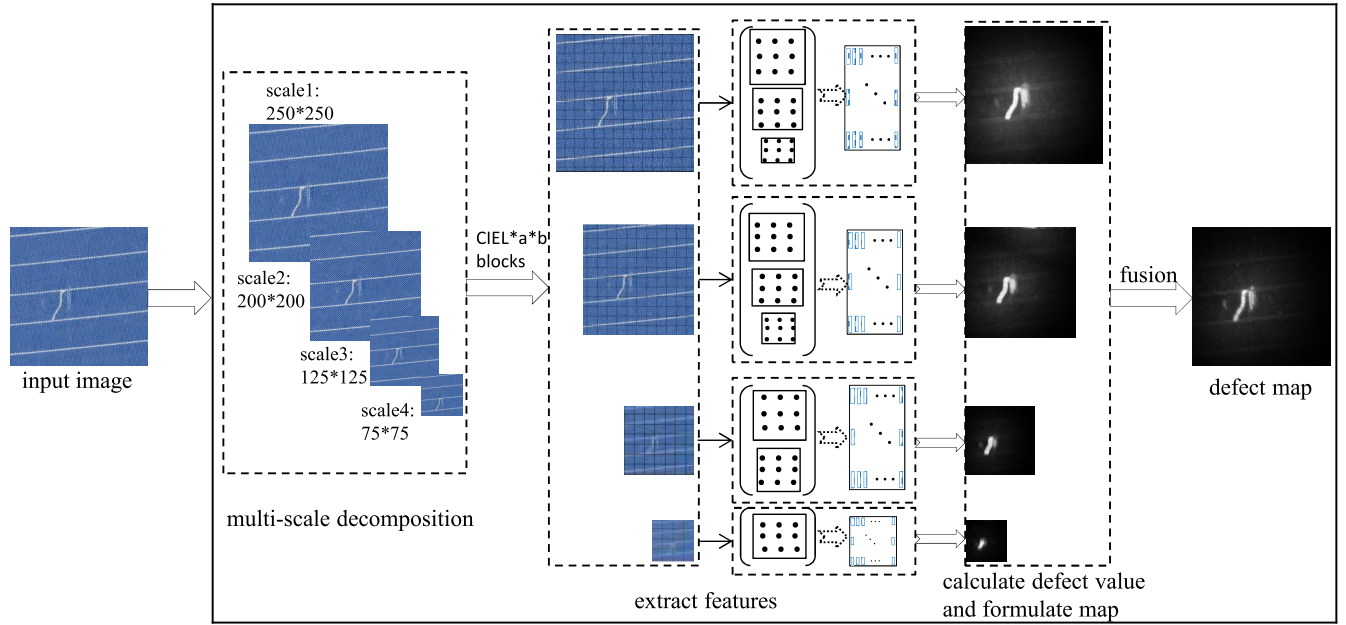 scale1:
250*250
scale2:
200*200
scale3:
125*125
scale4:
75*75
input image
multi-scale decomposition
CIEL*a*b
blocks
extract features
calculate defect value
and formulate map
fusion
defect map